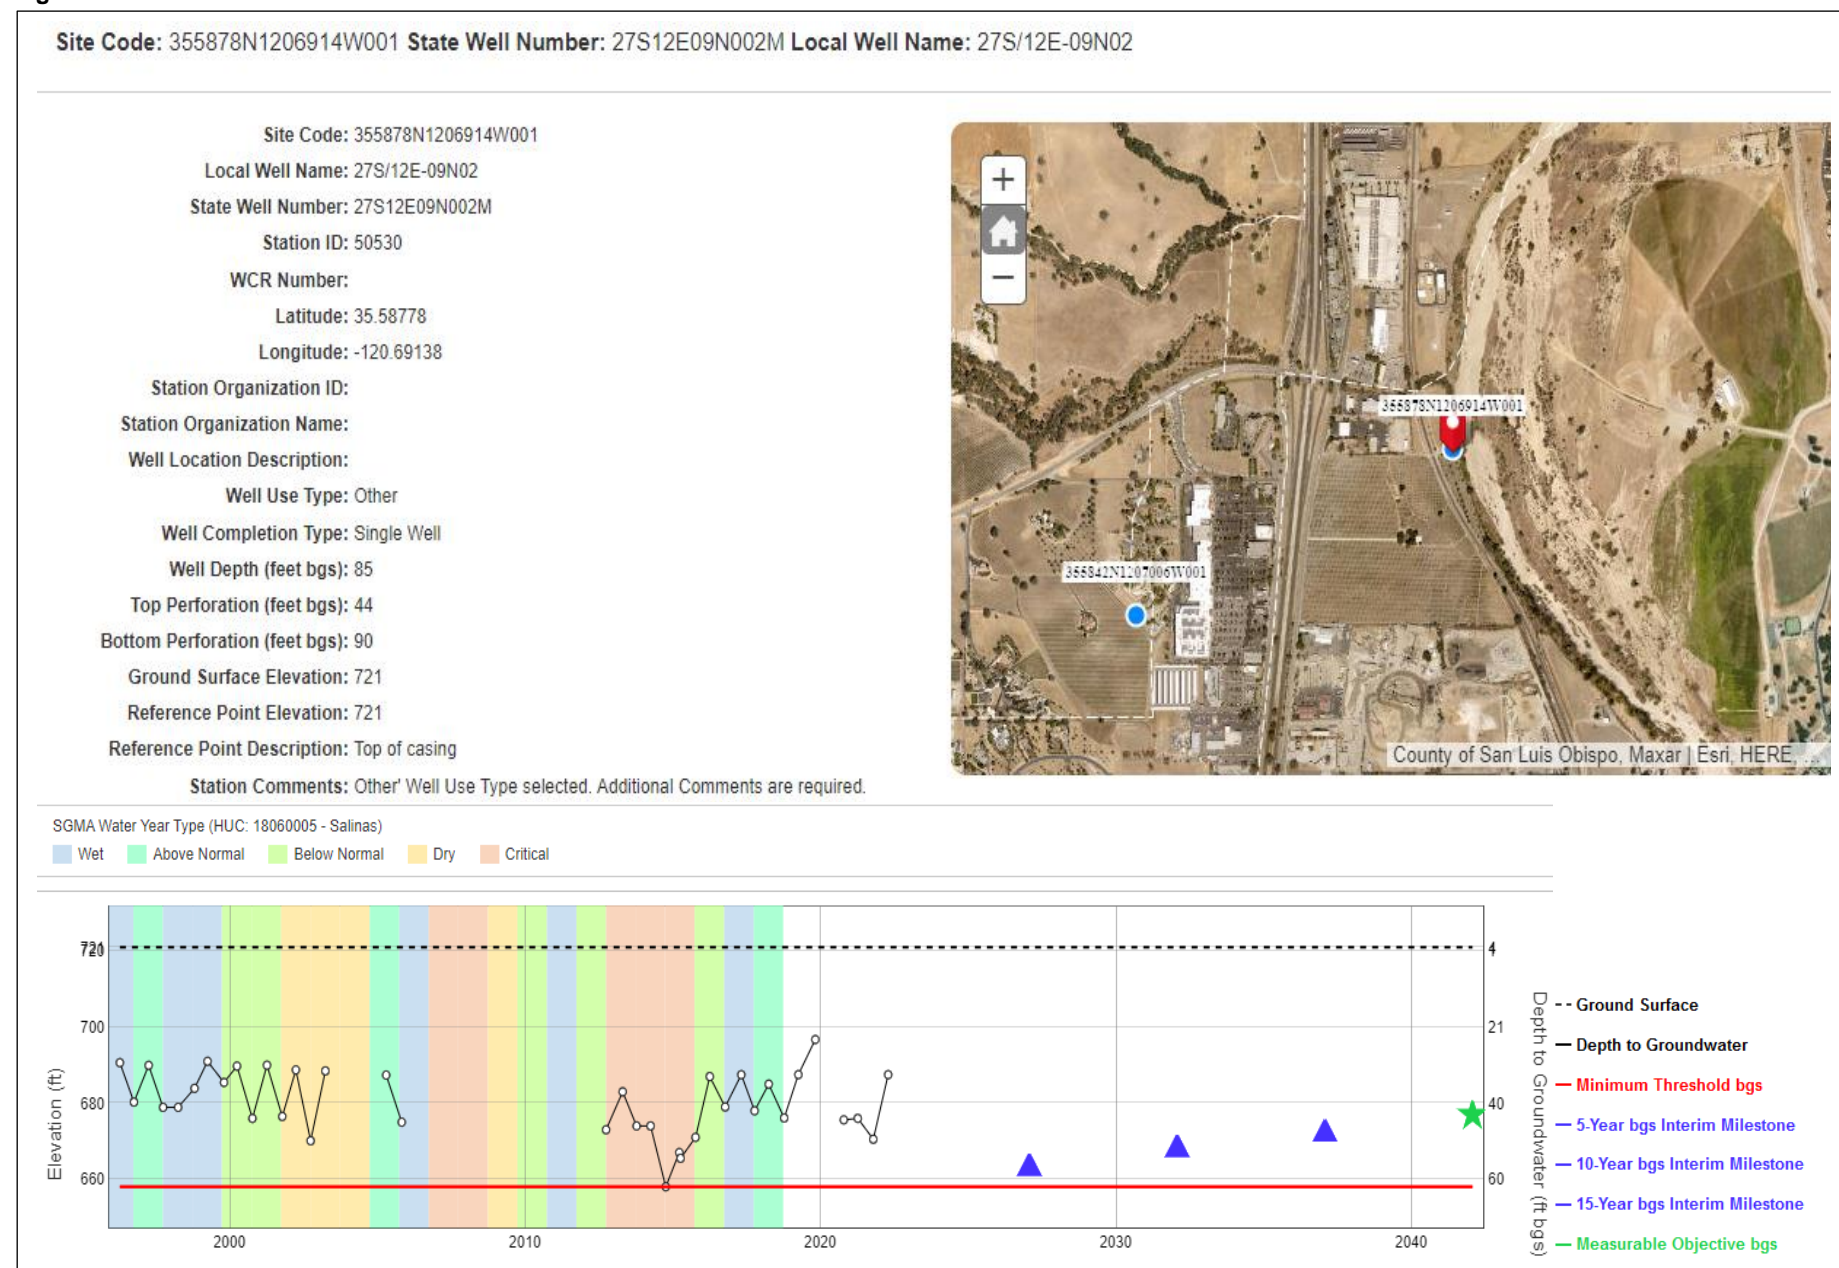 Site Code: 355878N1206914W001 State Well Number: 27S12E09N002M Local Well Name: 27S/12E-09N02
Site Code: 355878N1206914W001
Local Well Name: 27S/12E-09N02
State Well Number: 27S12E09N002M
Station ID: 50530
WCR Number:
Latitude: 35.58778
Longitude: -120.69138
Station Organization ID:
Station Organization Name:
Well Location Description:
Well Use Type: Other
Well Completion Type: Single Well
Well Depth (feet bgs): 85
Top Perforation (feet bgs): 44
Bottom Perforation (feet bgs): 90
Ground Surface Elevation: 721
Reference Point Elevation: 721
Reference Point Description: Top of casing
Station Comments: Other' Well Use Type selected. Additional Comments are required.
+
−
355878N1206914W001
355842N1207006W001
County of San Luis Obispo, Maxar | Esri, HERE, ...
SGMA Water Year Type (HUC: 18060005 - Salinas)
Wet Above Normal Below Normal Dry Critical
Elevation (ft)
700
680
660
2000 2010 2020 2030 2040
21
40
60
Depth to Groundwater (ft bgs)
Ground Surface
Depth to Groundwater
Minimum Threshold bgs
5-Year bgs Interim Milestone
10-Year bgs Interim Milestone
15-Year bgs Interim Milestone
Measurable Objective bgs